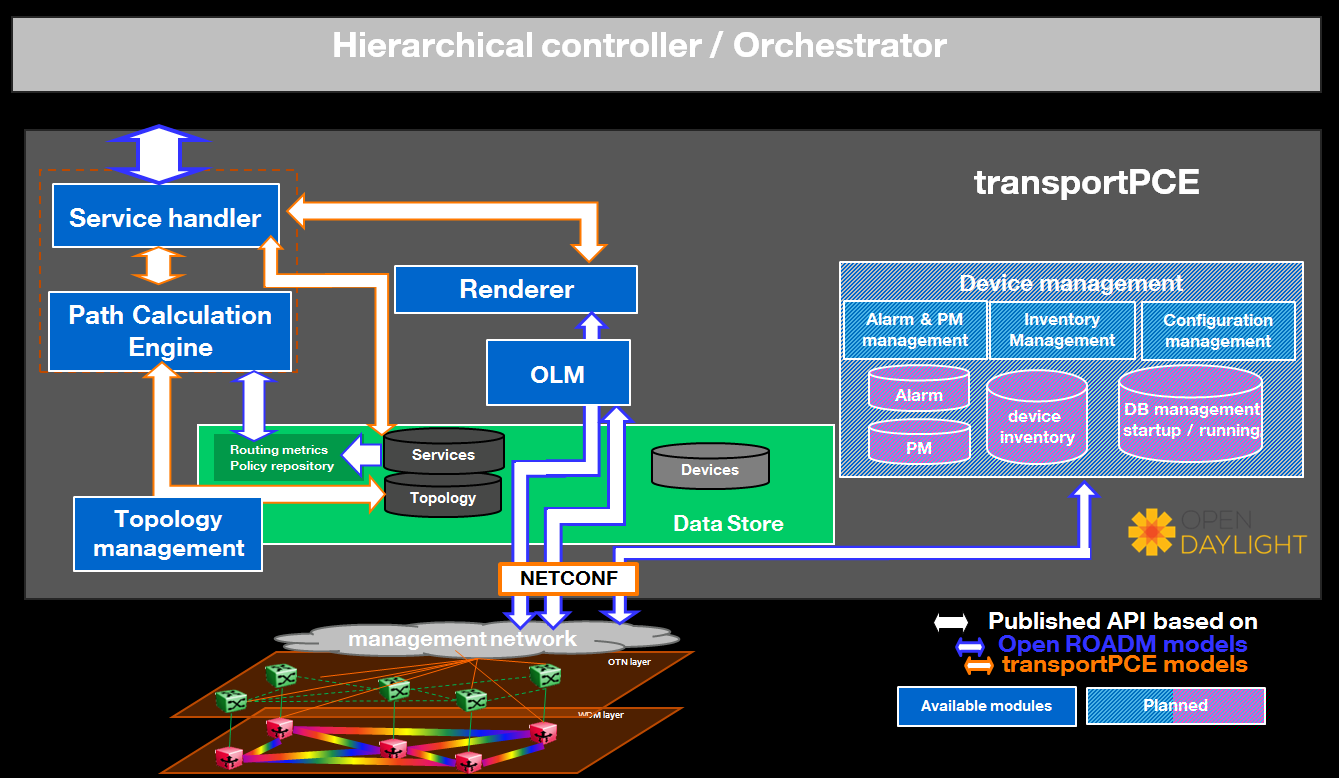 Hierarchical controller / Orchestrator
transportPCE
Service handler
Renderer
Path Calculation
Engine
OLM
Device management
Alarm & PM
management
Inventory
Management
Configuration
management
Alarm
PM
device
inventory
DB management
startup / running
Routing metrics
Policy repository
Services
Topology
Devices
Data Store
Topology
management
OPEN
DAYLIGHT
NETCONF
management network
OTN layer
WDM layer
Published API based on
Open ROADM models
transportPCE models
Available modules
Planned